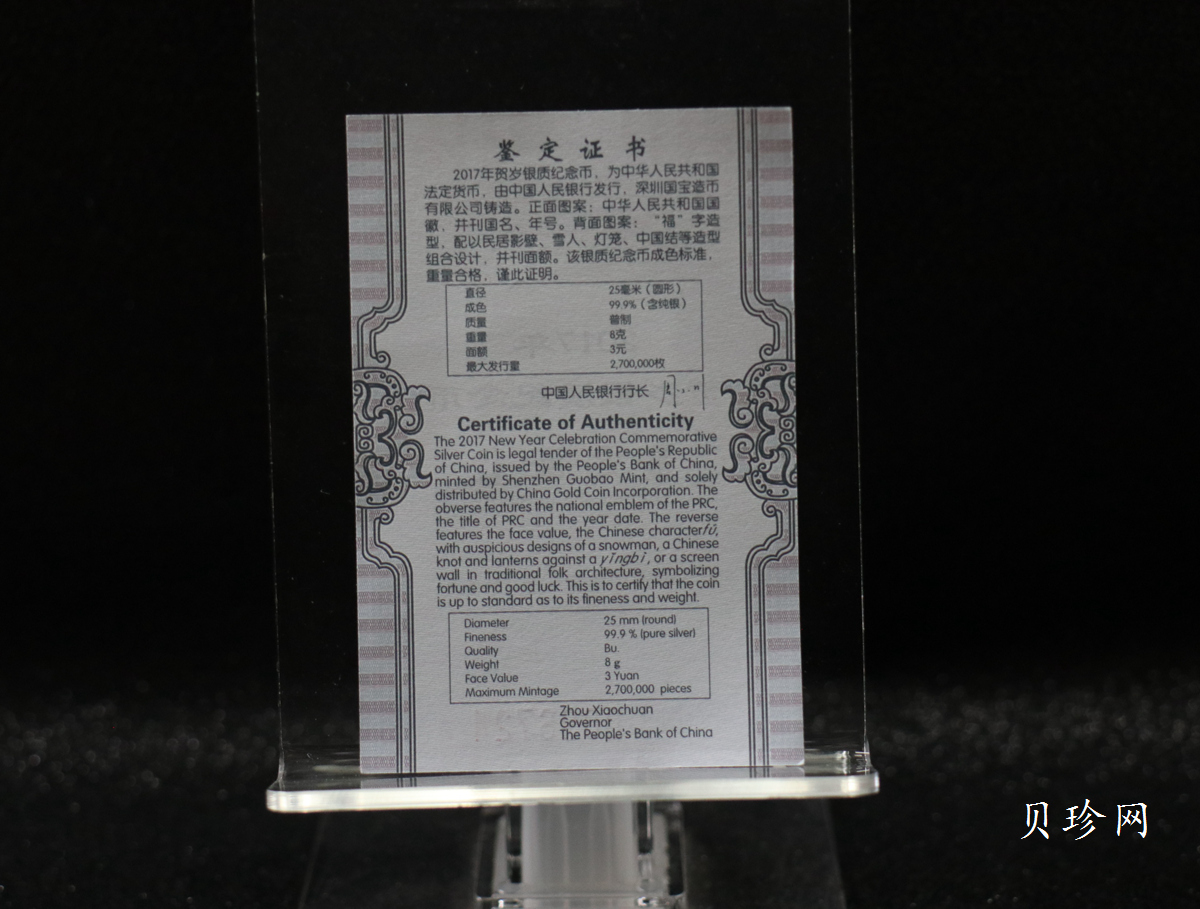 鉴定证书
2017年贺岁银质纪念币，为中华人民共和国
法定货币，由中国人民银行发行，深圳国宝造币
有限公司铸造。正面图案：中华人民共和国国
徽，并刊国名、年号。背面图案：“福”字造
型，配以民居影壁、雪人、灯笼、中国结等造型
组合设计，并刊面额。该银质纪念币成色标准，
重量合格，谨此证明。
直径 25毫米（圆形）
成色 99.9%（含纯银）
质量 普制
重量 8克
面额 3元
最大发行量 2,700,000枚
中国人民银行行长
Certificate of Authenticity
The 2017 New Year Celebration Commemorative
Silver Coin is legal tender of the People's Republic
of China, issued by the People's Bank of China,
minted by Shenzhen Guobao Mint, and solely
distributed by China Gold Coin Incorporation. The
obverse features the national emblem of the PRC,
the title of PRC and the year date. The reverse
features the face value, the Chinese character fú,
with auspicious designs of a snowman, a Chinese
knot and lanterns against a yǐngbì, or a screen
wall in traditional folk architecture, symbolizing
fortune and good luck. This is to certify that the coin
is up to standard as to its fineness and weight.
Diameter 25 mm (round)
Fineness 99.9 % (pure silver)
Quality Bu.
Weight 8 g
Face Value 3 Yuan
Maximum Mintage 2,700,000 pieces
Zhou Xiaochuan
Governor
The People's Bank of China
贝珍网